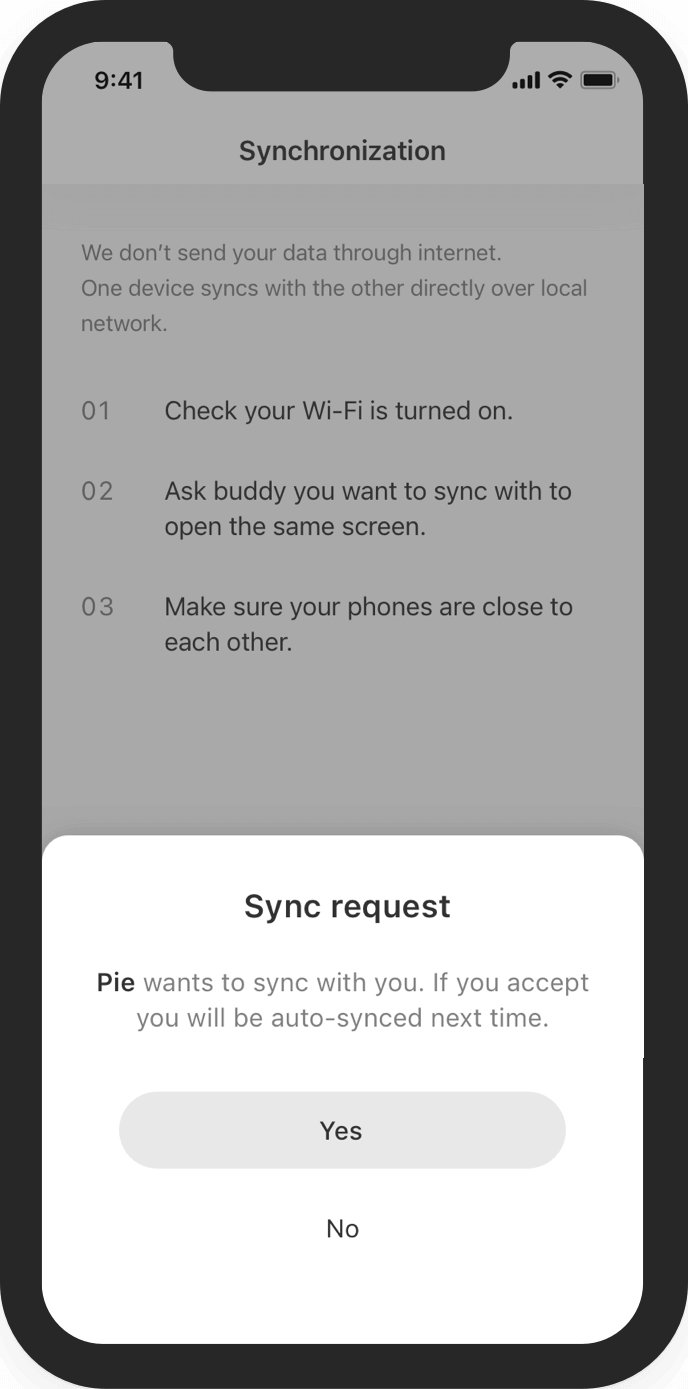 9:41
Synchronization
We don’t send your data through internet.
One device syncs with the other directly over local
network.
01 Check your Wi-Fi is turned on.
02 Ask buddy you want to sync with to
open the same screen.
03 Make sure your phones are close to
each other.
Sync request
Pie wants to sync with you. If you accept
you will be auto-synced next time.
Yes
No